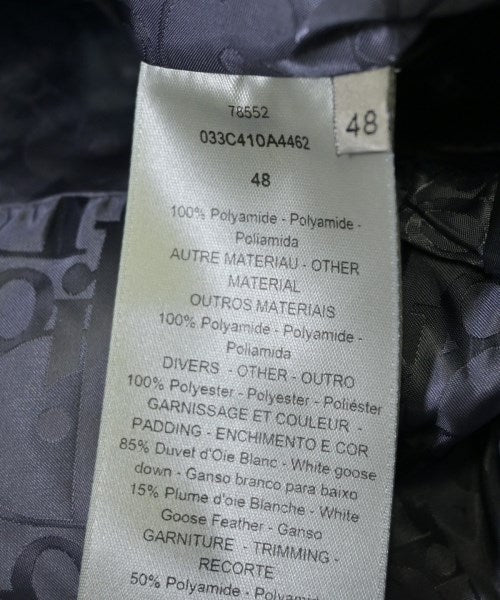 78552
033C410A4462
48
48
100% Polyamide - Polyamide -
Poliamida
AUTRE MATERIAU - OTHER
MATERIAL
OUTROS MATERIAIS
100% Polyamide - Polyamide -
Poliamida
DIVERS - OTHER - OUTRO
100% Polyester - Polyester - Poliéster
GARNISSAGE ET COULEUR -
PADDING - ENCHIMENTO E COR
85% Duvet d'Oie Blanc - White goose
down - Ganso branco para baixo
15% Plume d'oie Blanche - White
Goose Feather - Ganso
GARNITURE - TRIMMING -
RECORTE
50% Polyamide - Polyamide